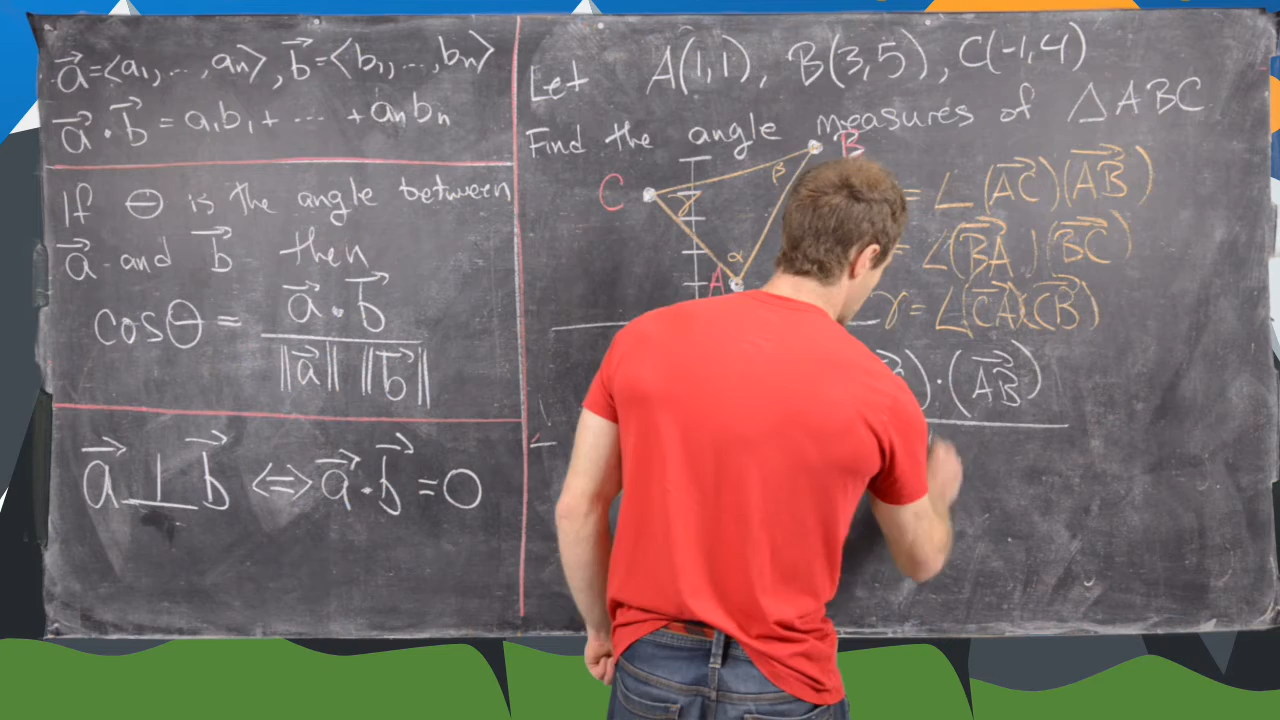 a⃗=<a₁,...,aₙ>, b⃗=<b₁,...,bₙ>
a⃗·b⃗ = a₁b₁+ ... +aₙbₙ
If θ is the angle between
a⃗ and b⃗ then
cosθ = a⃗·b⃗ / ‖a⃗‖ ‖b⃗‖
a⃗ ⊥ b⃗ ⟺ a⃗·b⃗ = 0
Let A(1,1), B(3,5), C(-1,4)
Find the angle measures of △ABC
B
C
β
γ
α
A
= ∠(AC⃗)(AB⃗)
= ∠(BA⃗)(BC⃗)
γ = ∠(CA⃗)(CB⃗)
)·(AB⃗)